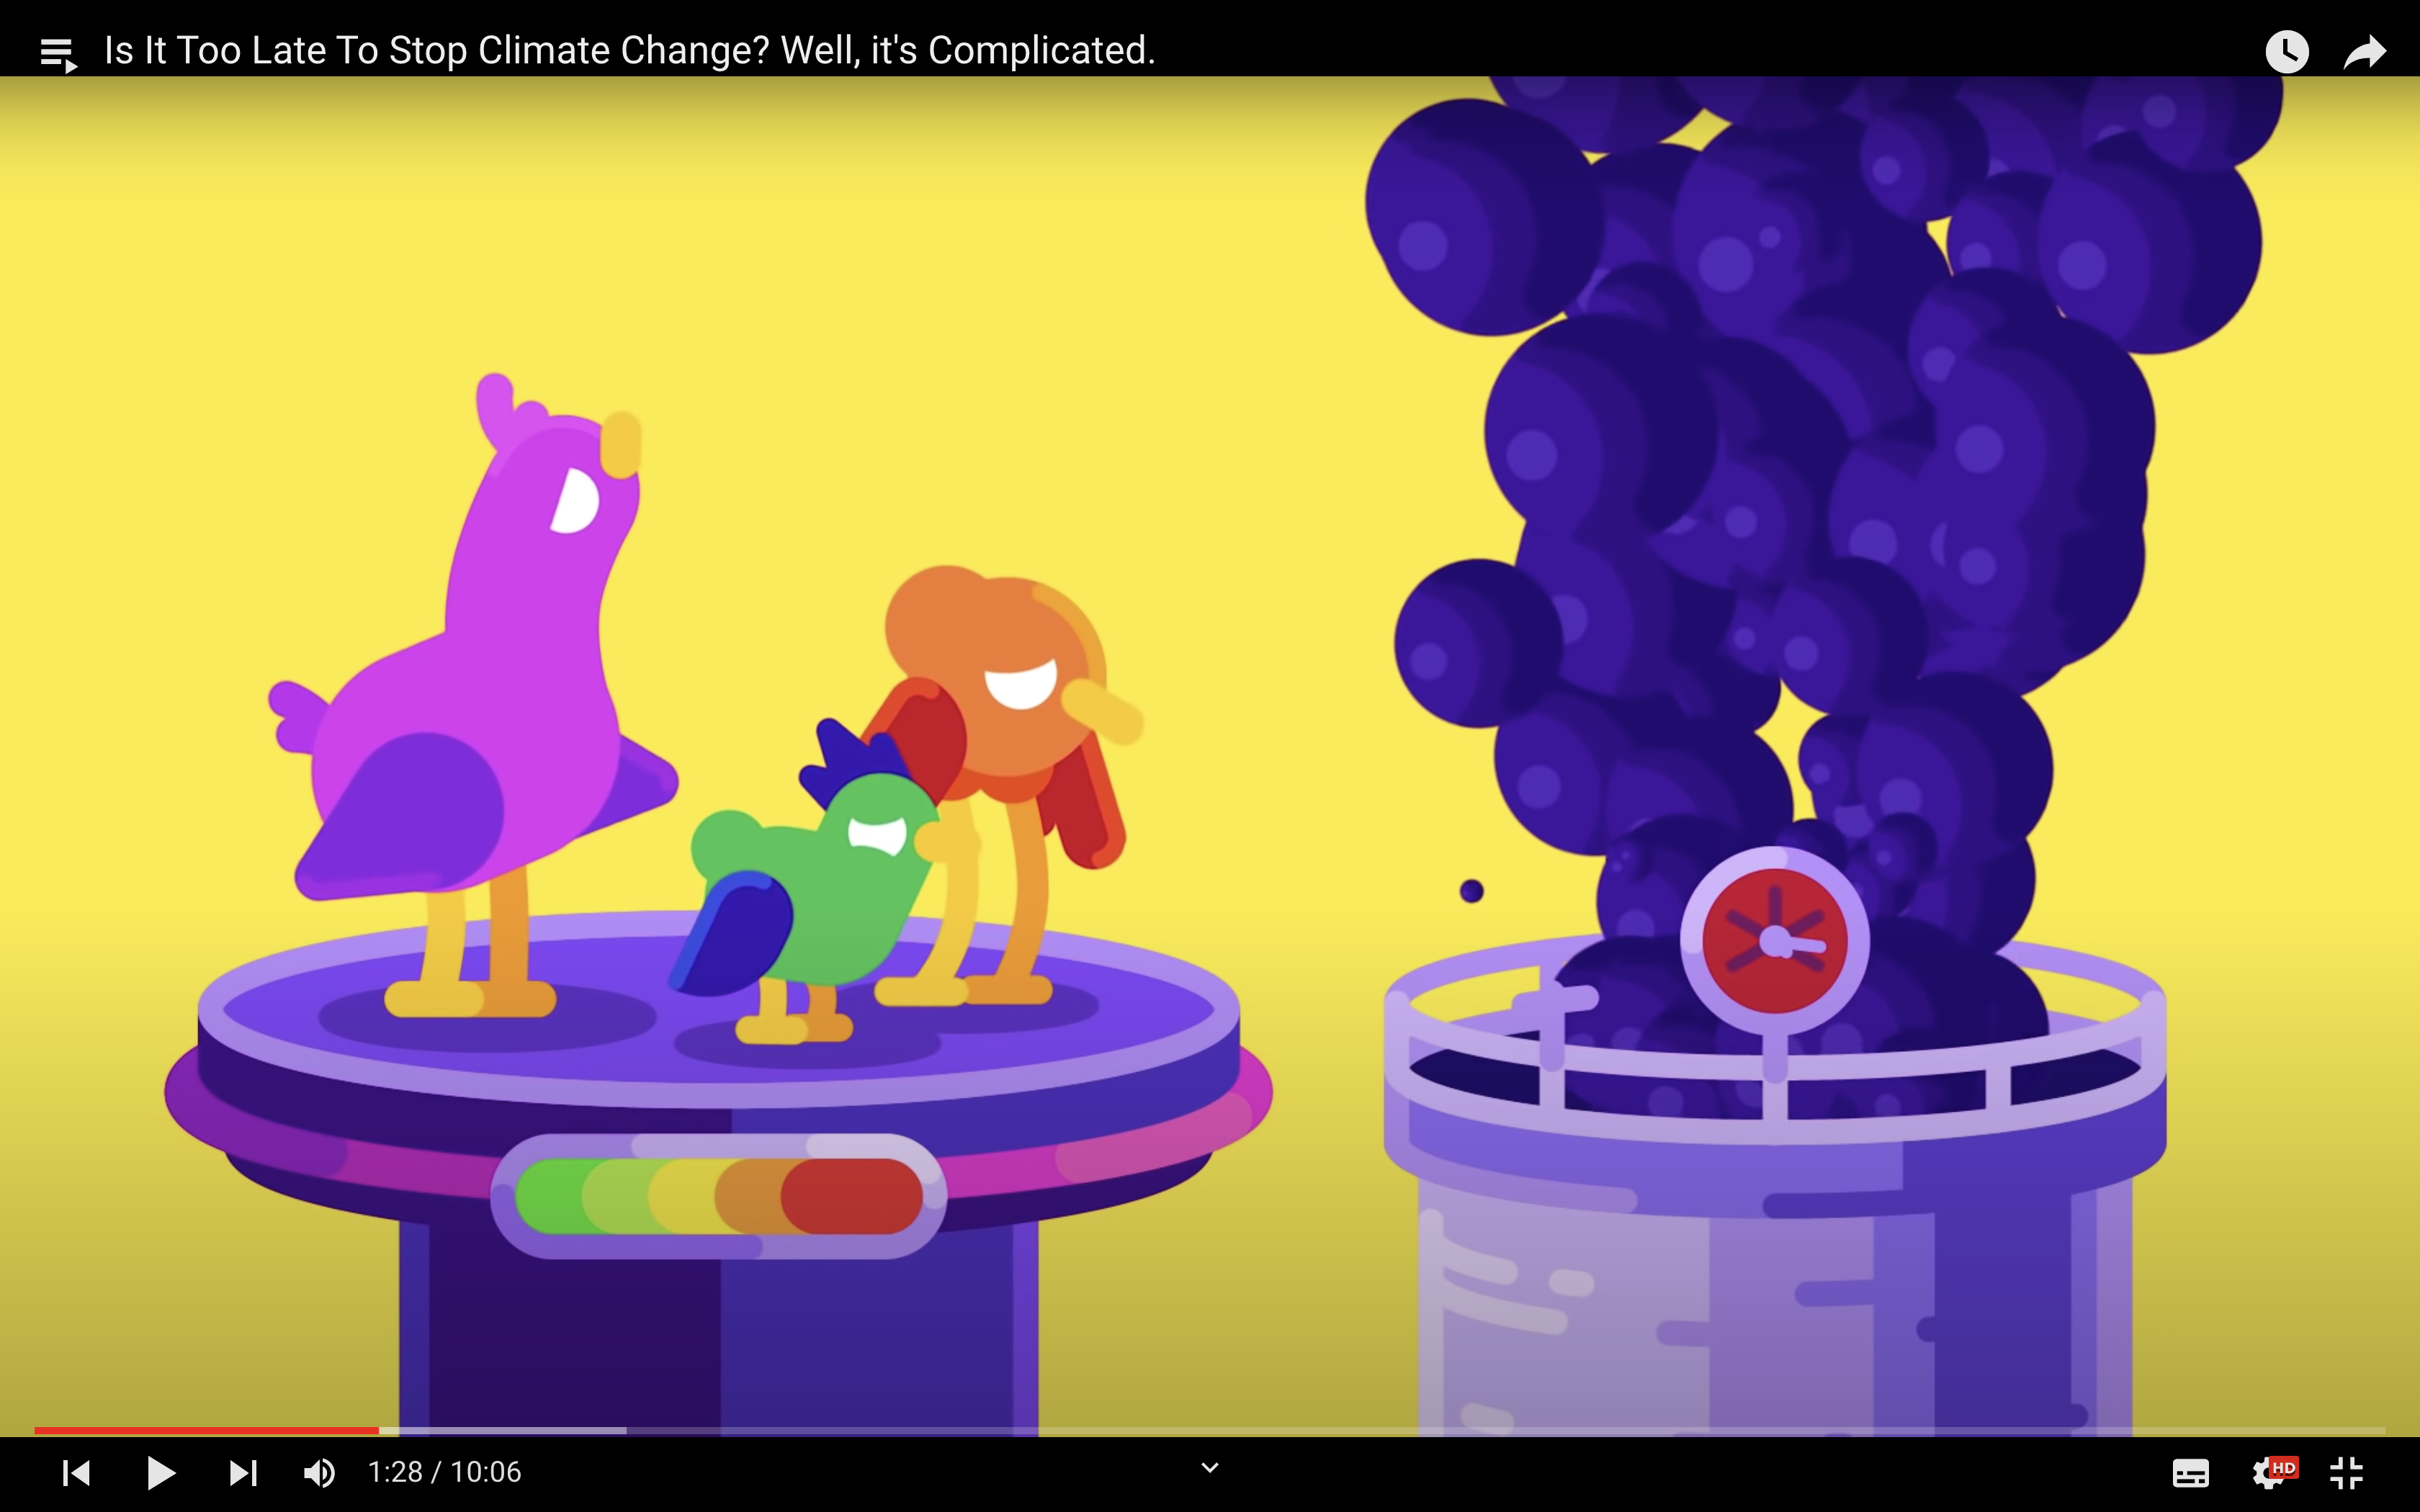 Is It Too Late To Stop Climate Change? Well, it's Complicated.
1:28 / 10:06
HD